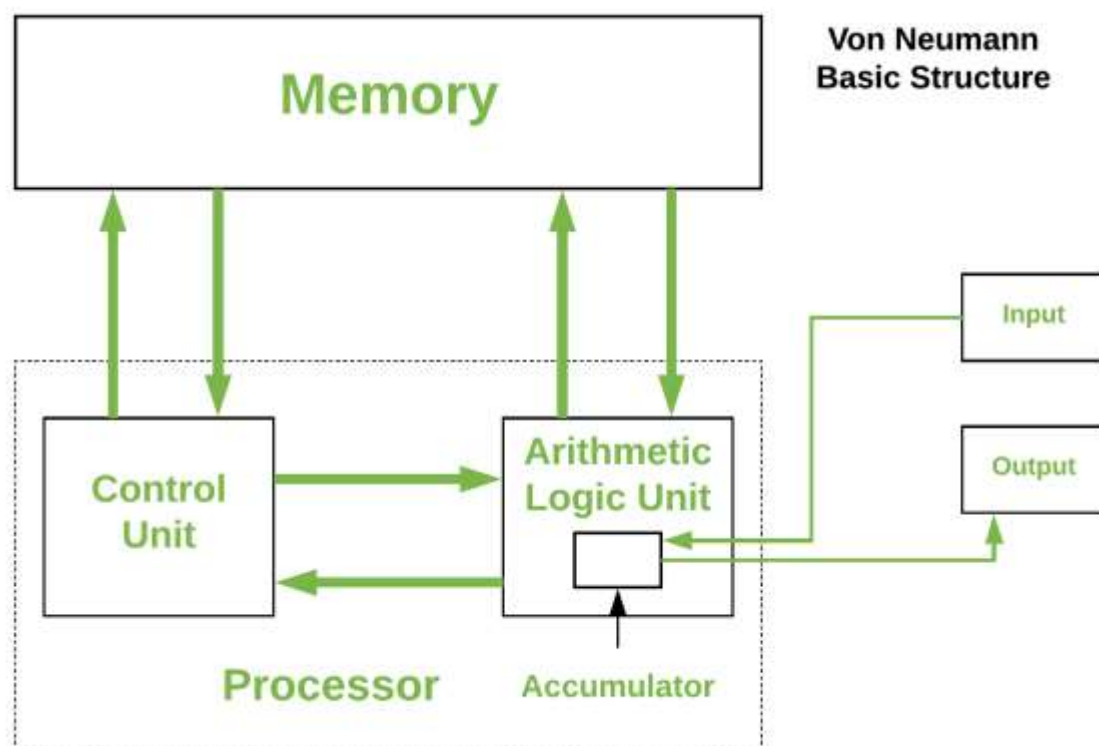 Von Neumann
Basic Structure
Memory
Input
Output
Control
Unit
Arithmetic
Logic Unit
Processor
Accumulator